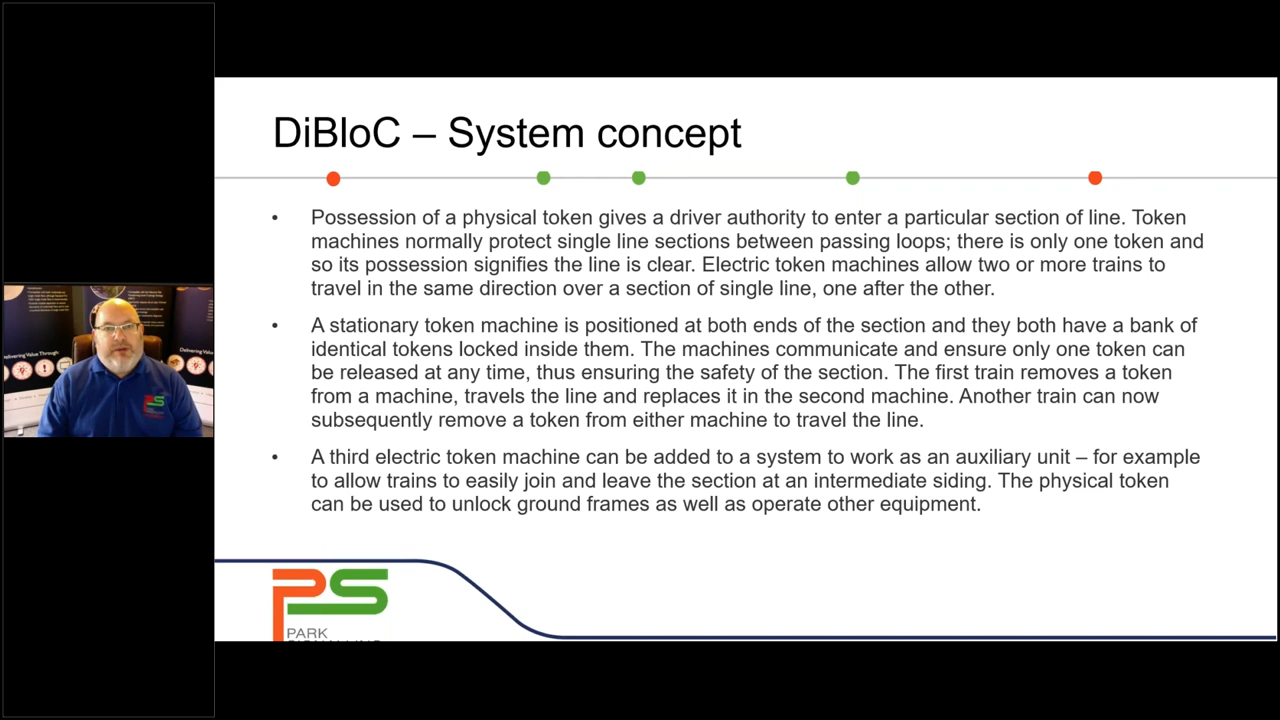 DiBloC – System concept
• Possession of a physical token gives a driver authority to enter a particular section of line. Token
machines normally protect single line sections between passing loops; there is only one token and
so its possession signifies the line is clear. Electric token machines allow two or more trains to
travel in the same direction over a section of single line, one after the other.
• A stationary token machine is positioned at both ends of the section and they both have a bank of
identical tokens locked inside them. The machines communicate and ensure only one token can
be released at any time, thus ensuring the safety of the section. The first train removes a token
from a machine, travels the line and replaces it in the second machine. Another train can now
subsequently remove a token from either machine to travel the line.
• A third electric token machine can be added to a system to work as an auxiliary unit – for example
to allow trains to easily join and leave the section at an intermediate siding. The physical token
can be used to unlock ground frames as well as operate other equipment.
PS
PARK
Delivering Value Through
Delivering Valu